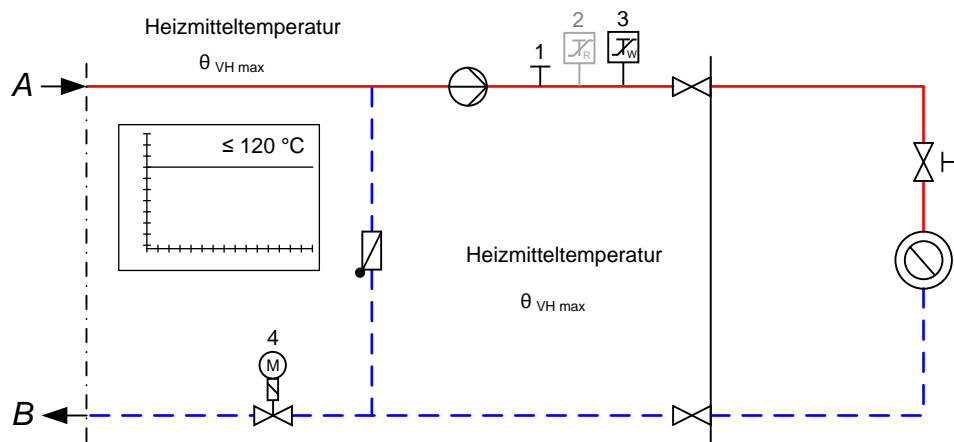 Heizmitteltemperatur
θ VH max
1
2
3
R
W
A
≤ 120 °C
Heizmitteltemperatur
θ VH max
4
M
B